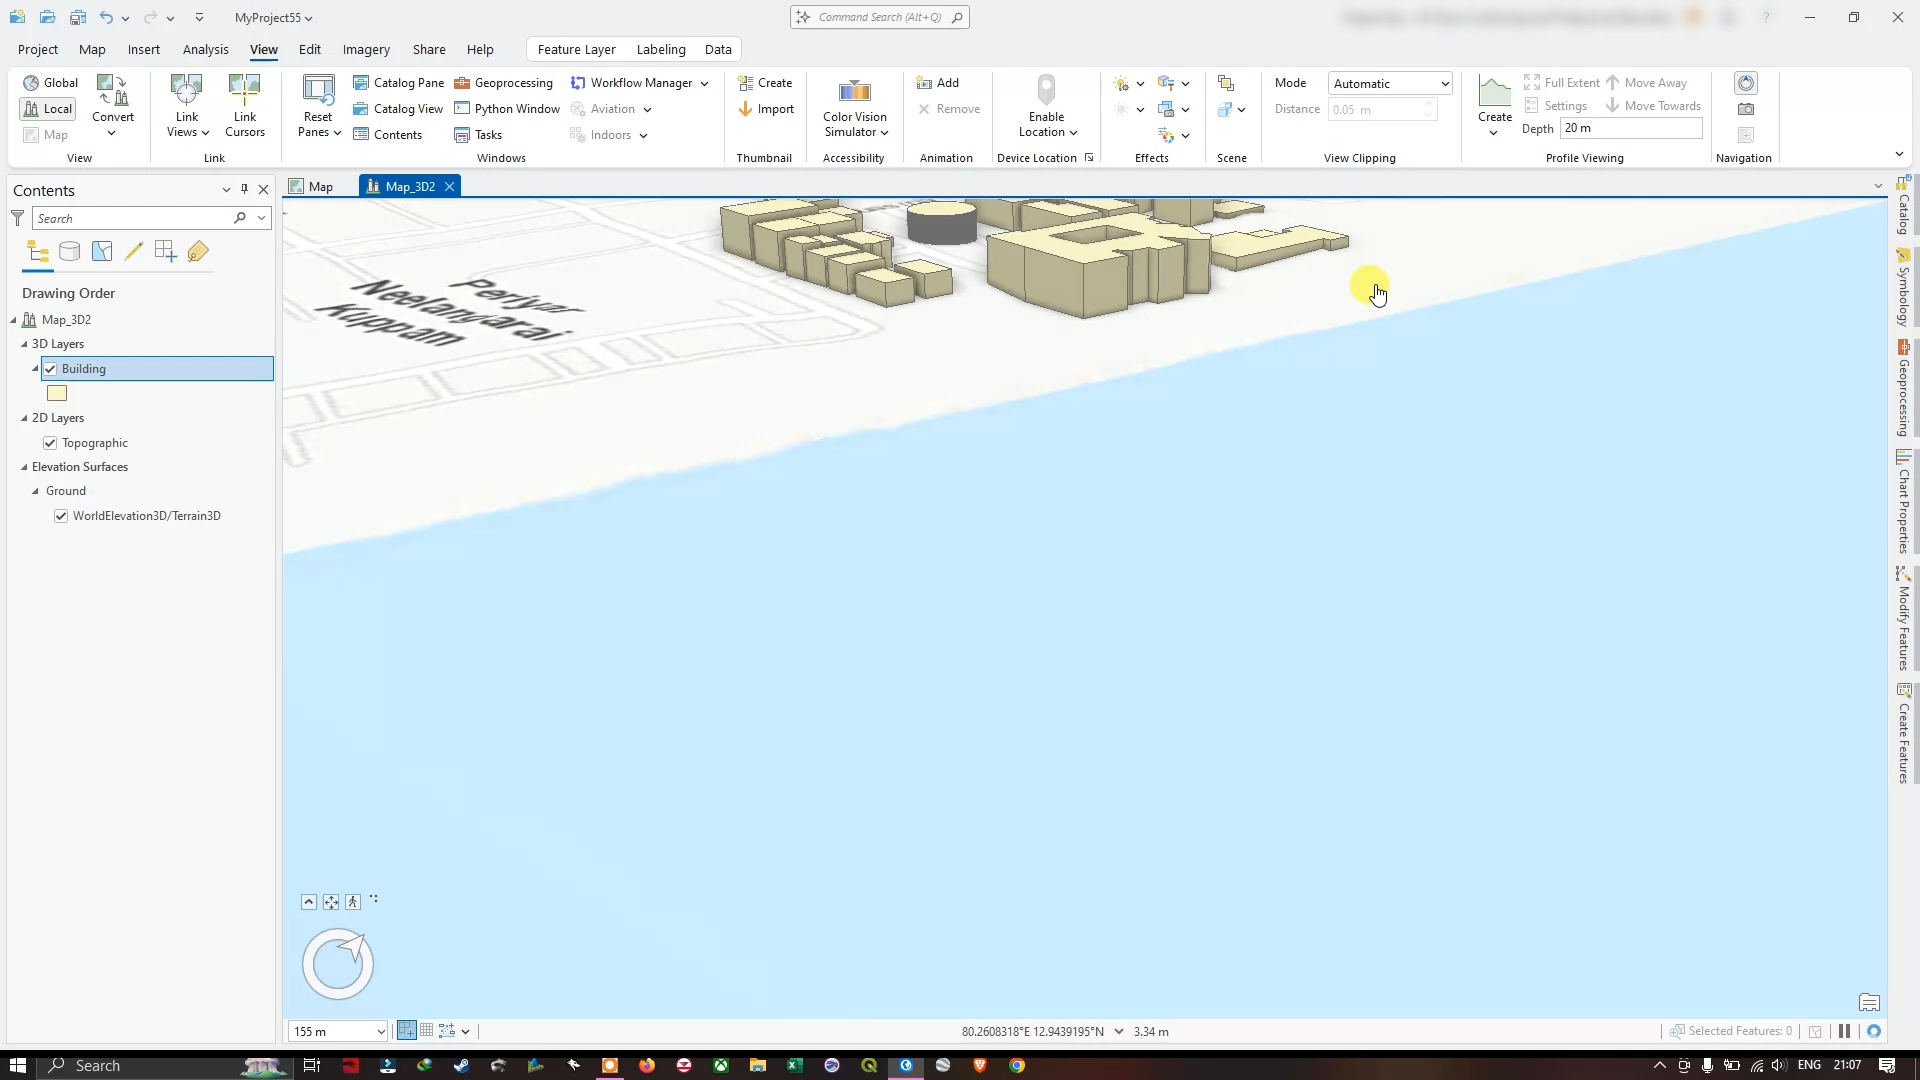 MyProject55
Command Search (Alt+Q)
Project Map Insert Analysis View Edit Imagery Share Help Feature Layer Labeling Data
Global
Local
Map
Convert
View
Link Views
Link Cursors
Link
Reset Panes
Catalog Pane
Catalog View
Contents
Geoprocessing
Python Window
Tasks
Workflow Manager
Aviation
Indoors
Windows
Create
Import
Thumbnail
Color Vision Simulator
Accessibility
Add
Remove
Animation
Enable Location
Device Location
Effects
Scene
Mode Automatic
Distance 0.05 m
View Clipping
Create
Full Extent Move Away
Settings Move Towards
Depth 20 m
Profile Viewing
Navigation
Contents
Search
Drawing Order
Map_3D2
3D Layers
Building
2D Layers
Topographic
Elevation Surfaces
Ground
WorldElevation3D/Terrain3D
Map Map_3D2
Periyar
Neelangarai
Kuppam
Catalog
Symbology
Geoprocessing
Chart Properties
Modify Features
Create Features
155 m
80.2608318°E 12.9439195°N 3.34 m
Selected Features: 0
Search
ENG 21:07